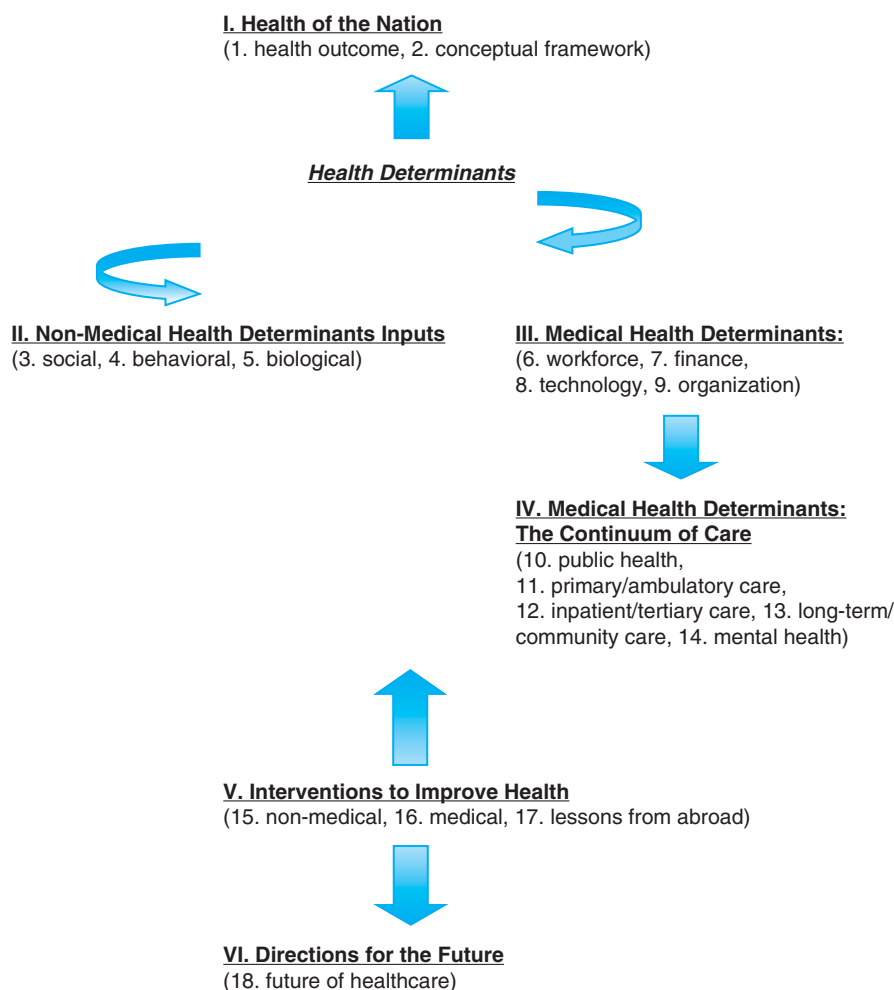 I. Health of the Nation
(1. health outcome, 2. conceptual framework)
Health Determinants
II. Non-Medical Health Determinants Inputs
(3. social, 4. behavioral, 5. biological)
III. Medical Health Determinants:
(6. workforce, 7. finance,
8. technology, 9. organization)
IV. Medical Health Determinants:
The Continuum of Care
(10. public health,
11. primary/ambulatory care,
12. inpatient/tertiary care, 13. long-term/
community care, 14. mental health)
V. Interventions to Improve Health
(15. non-medical, 16. medical, 17. lessons from abroad)
VI. Directions for the Future
(18. future of healthcare)